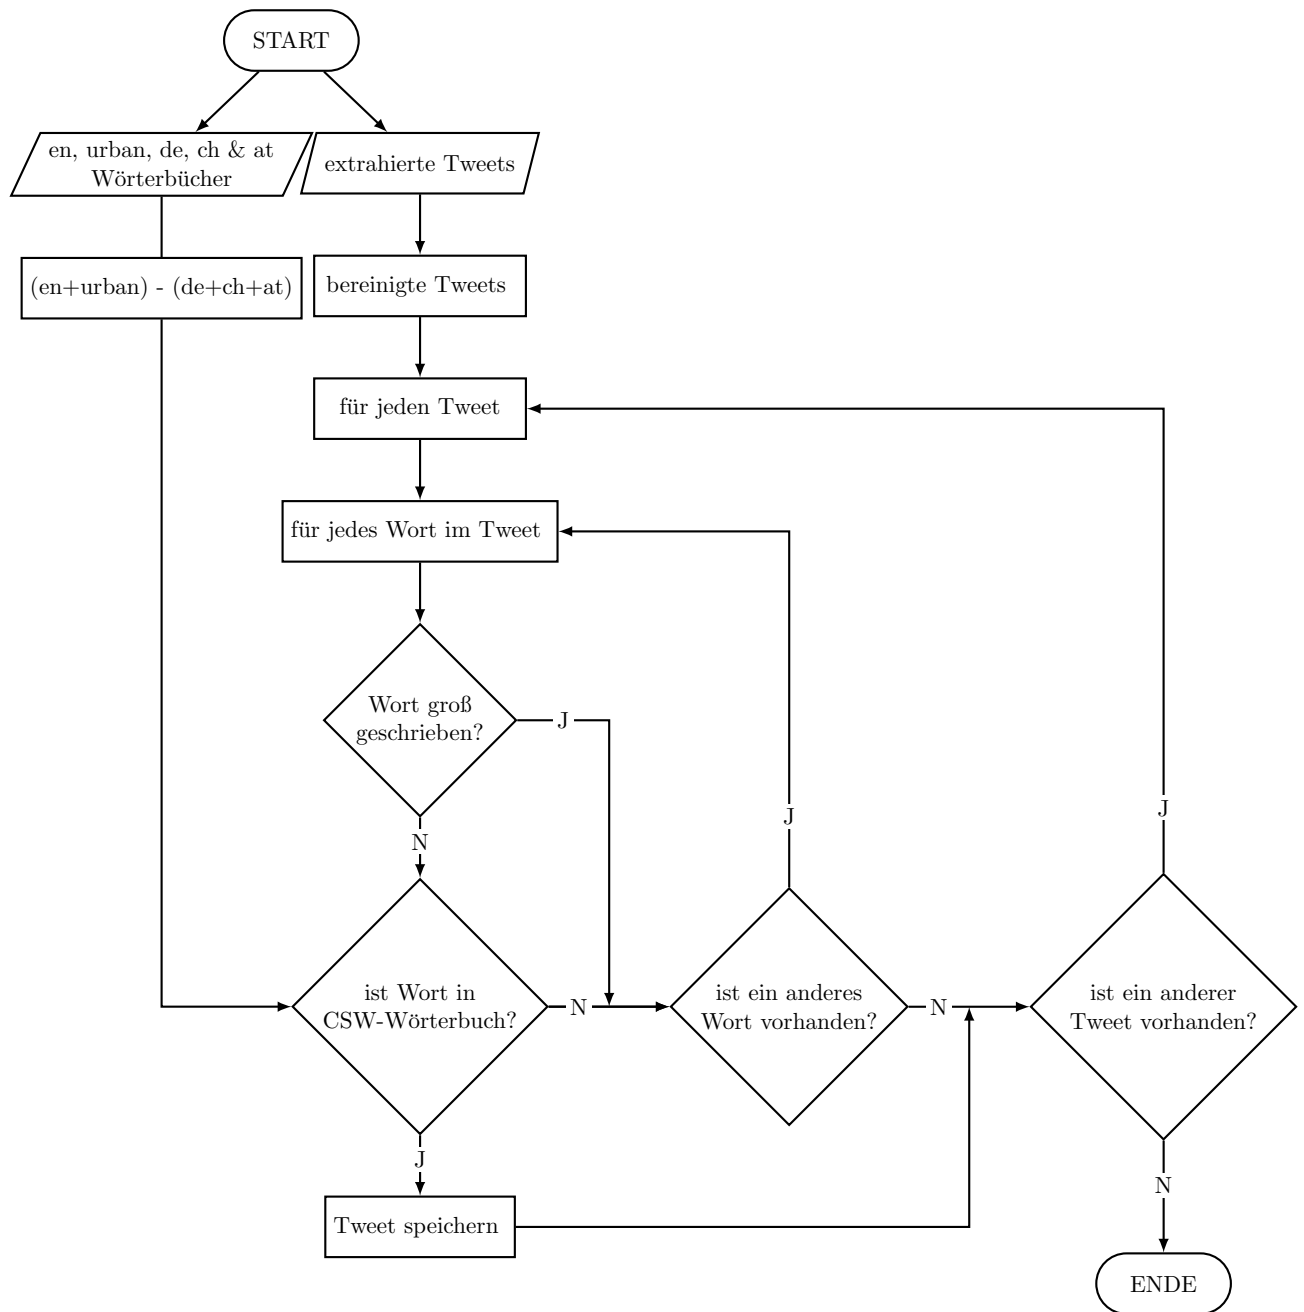 START
en, urban, de, ch & at
Wörterbücher
extrahierte Tweets
(en+urban) - (de+ch+at)
bereinigte Tweets
für jeden Tweet
für jedes Wort im Tweet
Wort groß
geschrieben?
J
N
J
J
ist Wort in
CSW-Wörterbuch?
N
ist ein anderes
Wort vorhanden?
N
ist ein anderer
Tweet vorhanden?
J
N
Tweet speichern
ENDE